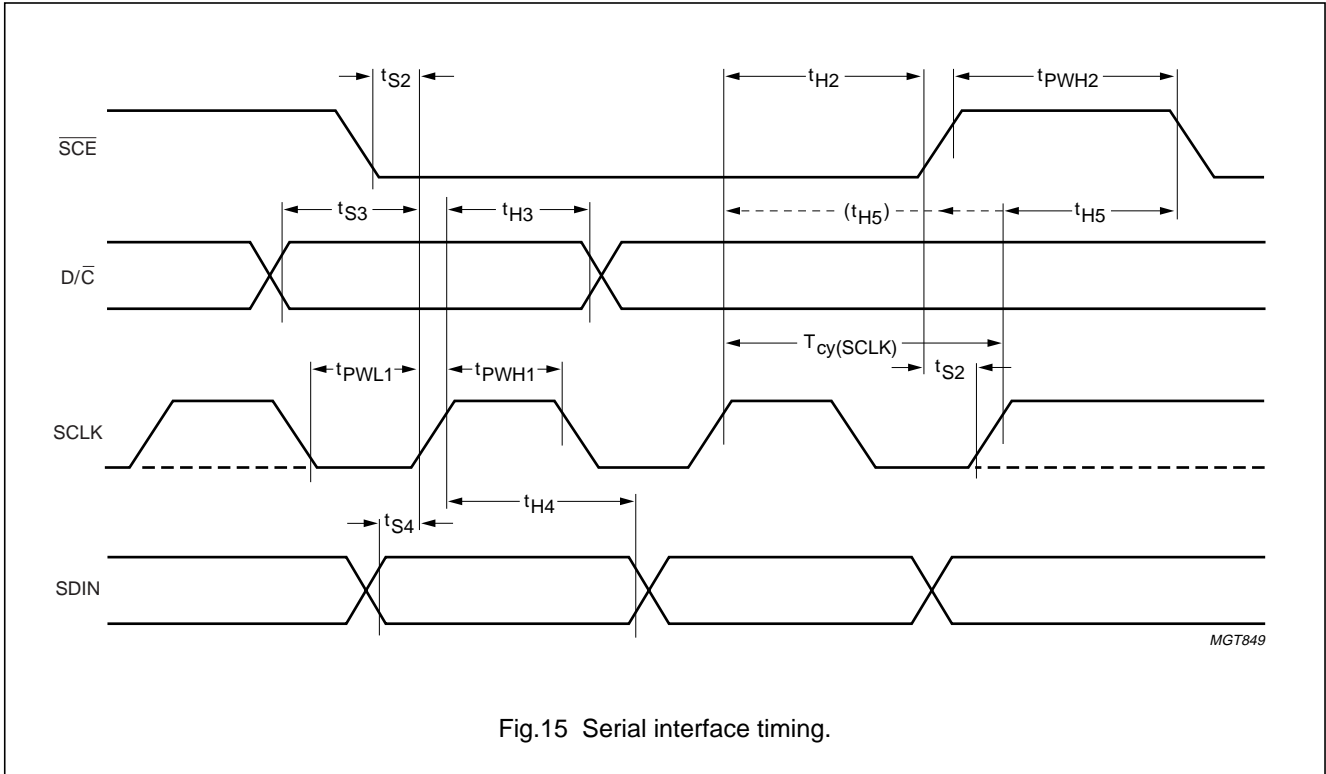 tS2
tH2
tPWH2
SCE
tS3
tH3
(tH5)
tH5
D/C
Tcy(SCLK)
tPWL1
tPWH1
tS2
SCLK
tH4
tS4
SDIN
MGT849
Fig.15 Serial interface timing.